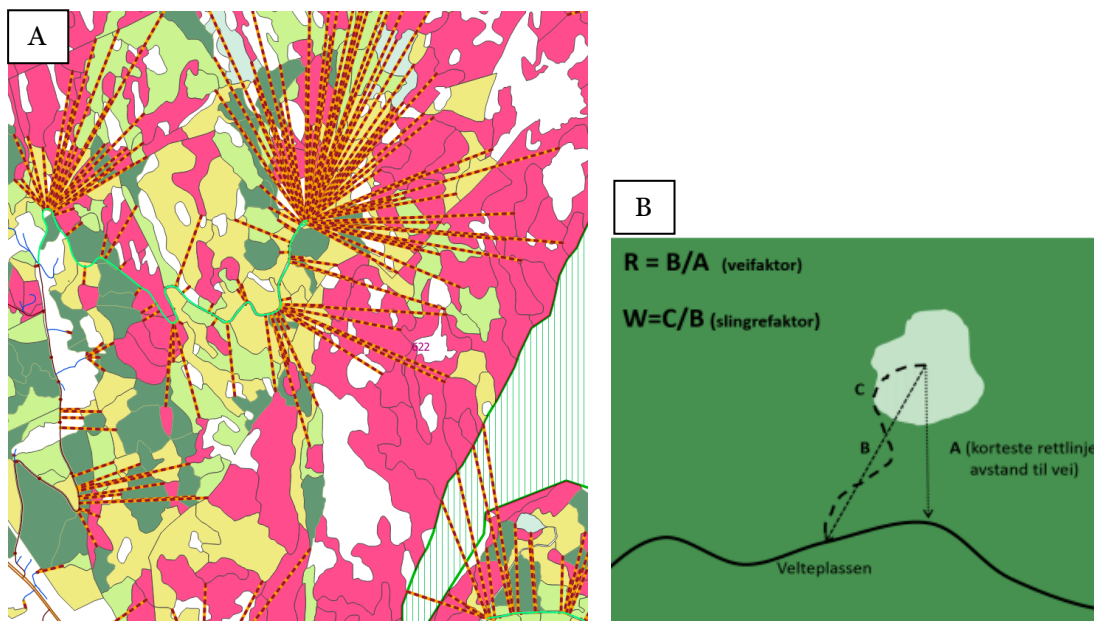 A
622
B
R = B/A (veifaktor)
W=C/B (slingrefaktor)
C
B
A (korteste rettlinje
avstand til vei)
Velteplassen